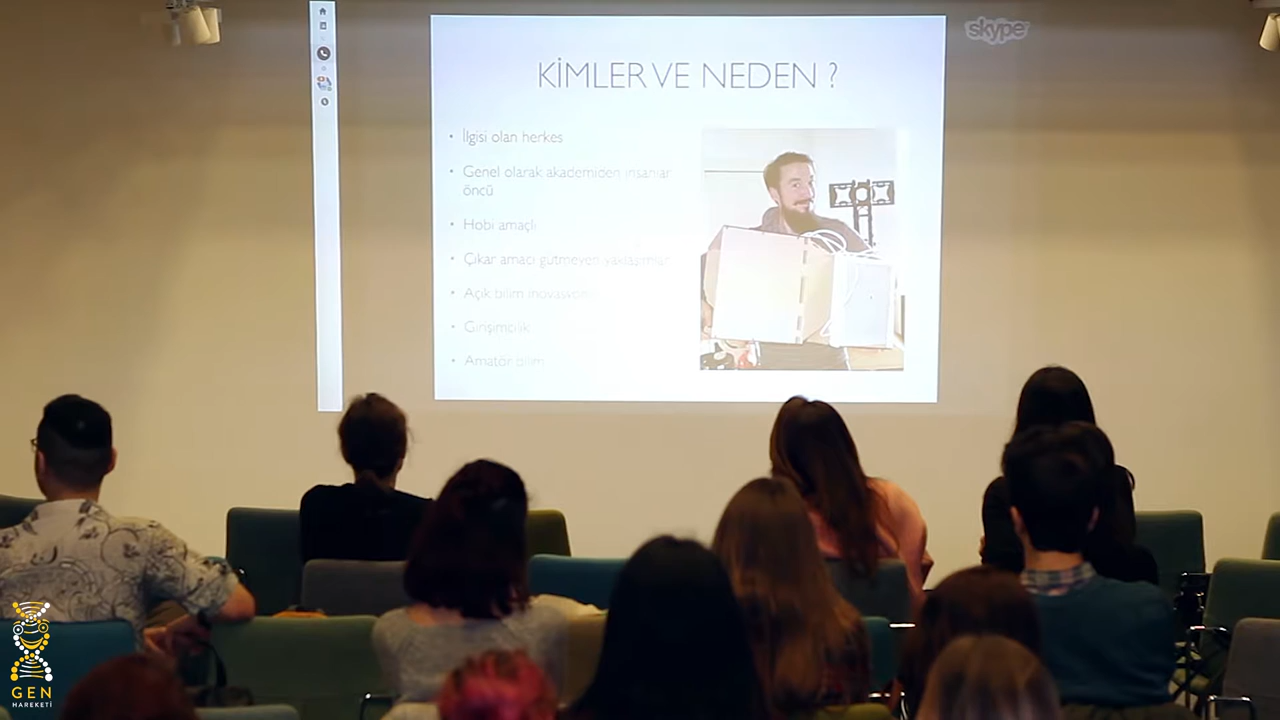 skype
KİMLER VE NEDEN ?
• İlgisi olan herkes
• Genel olarak akademiden insanlar
öncü
• Hobi amaçlı
• Çıkar amacı gütmeyen yaklaşımlar
• Açık bilim inovasyonu
• Girişimcilik
• Amatör bilim
GEN
HAREKETİ